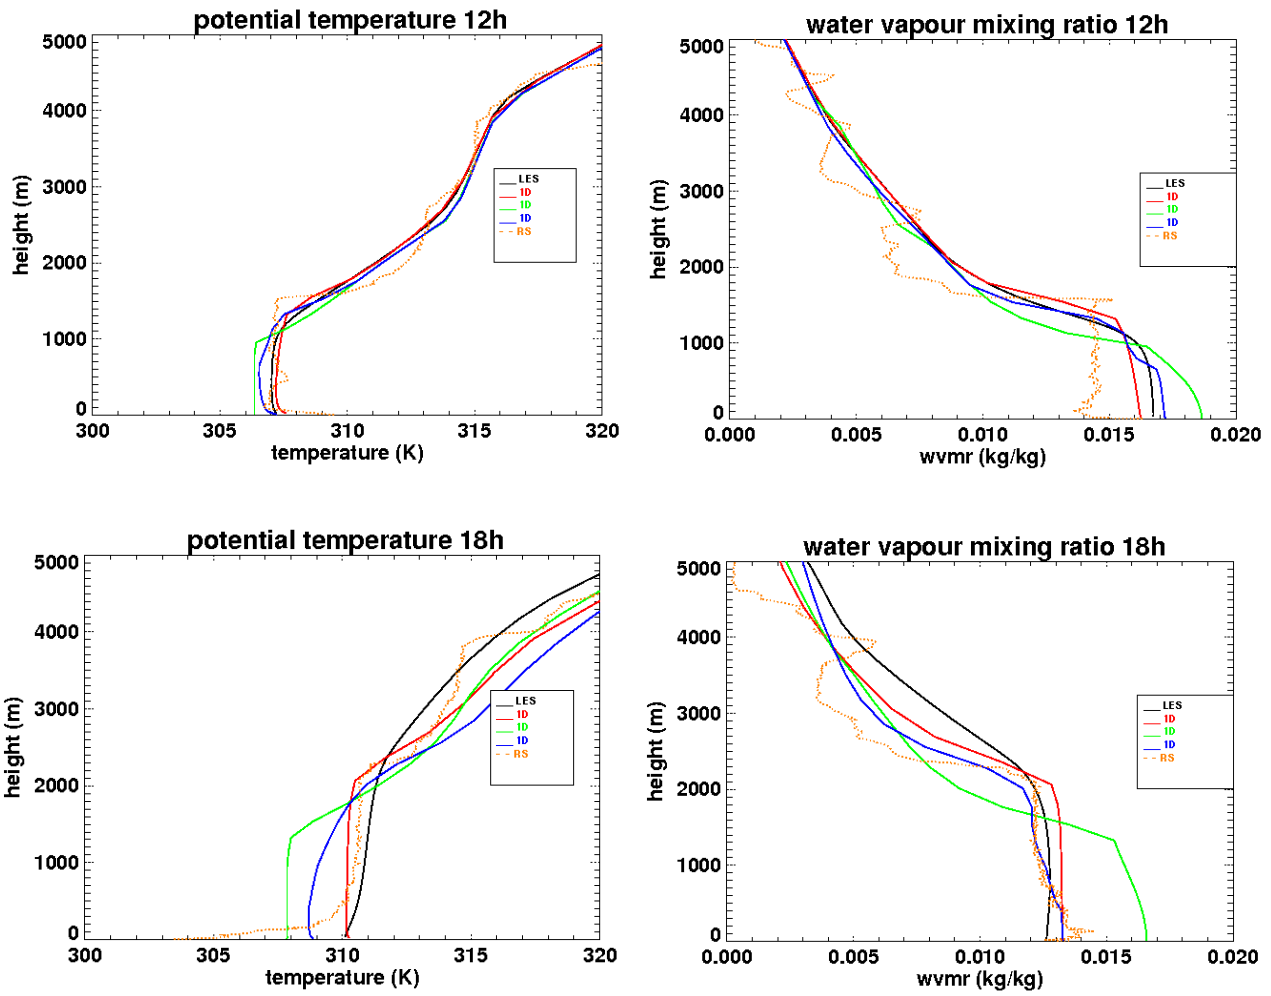 potential temperature 12h
5000
4000
3000
2000
1000
0
height (m)
LES
1D
1D
1D
RS
300 305 310 315 320
temperature (K)
water vapour mixing ratio 12h
5000
4000
3000
2000
1000
0
height (m)
LES
1D
1D
1D
RS
0.000 0.005 0.010 0.015 0.020
wvmr (kg/kg)
potential temperature 18h
5000
4000
3000
2000
1000
0
height (m)
LES
1D
1D
1D
RS
300 305 310 315 320
temperature (K)
water vapour mixing ratio 18h
5000
4000
3000
2000
1000
0
height (m)
LES
1D
1D
1D
RS
0.000 0.005 0.010 0.015 0.020
wvmr (kg/kg)